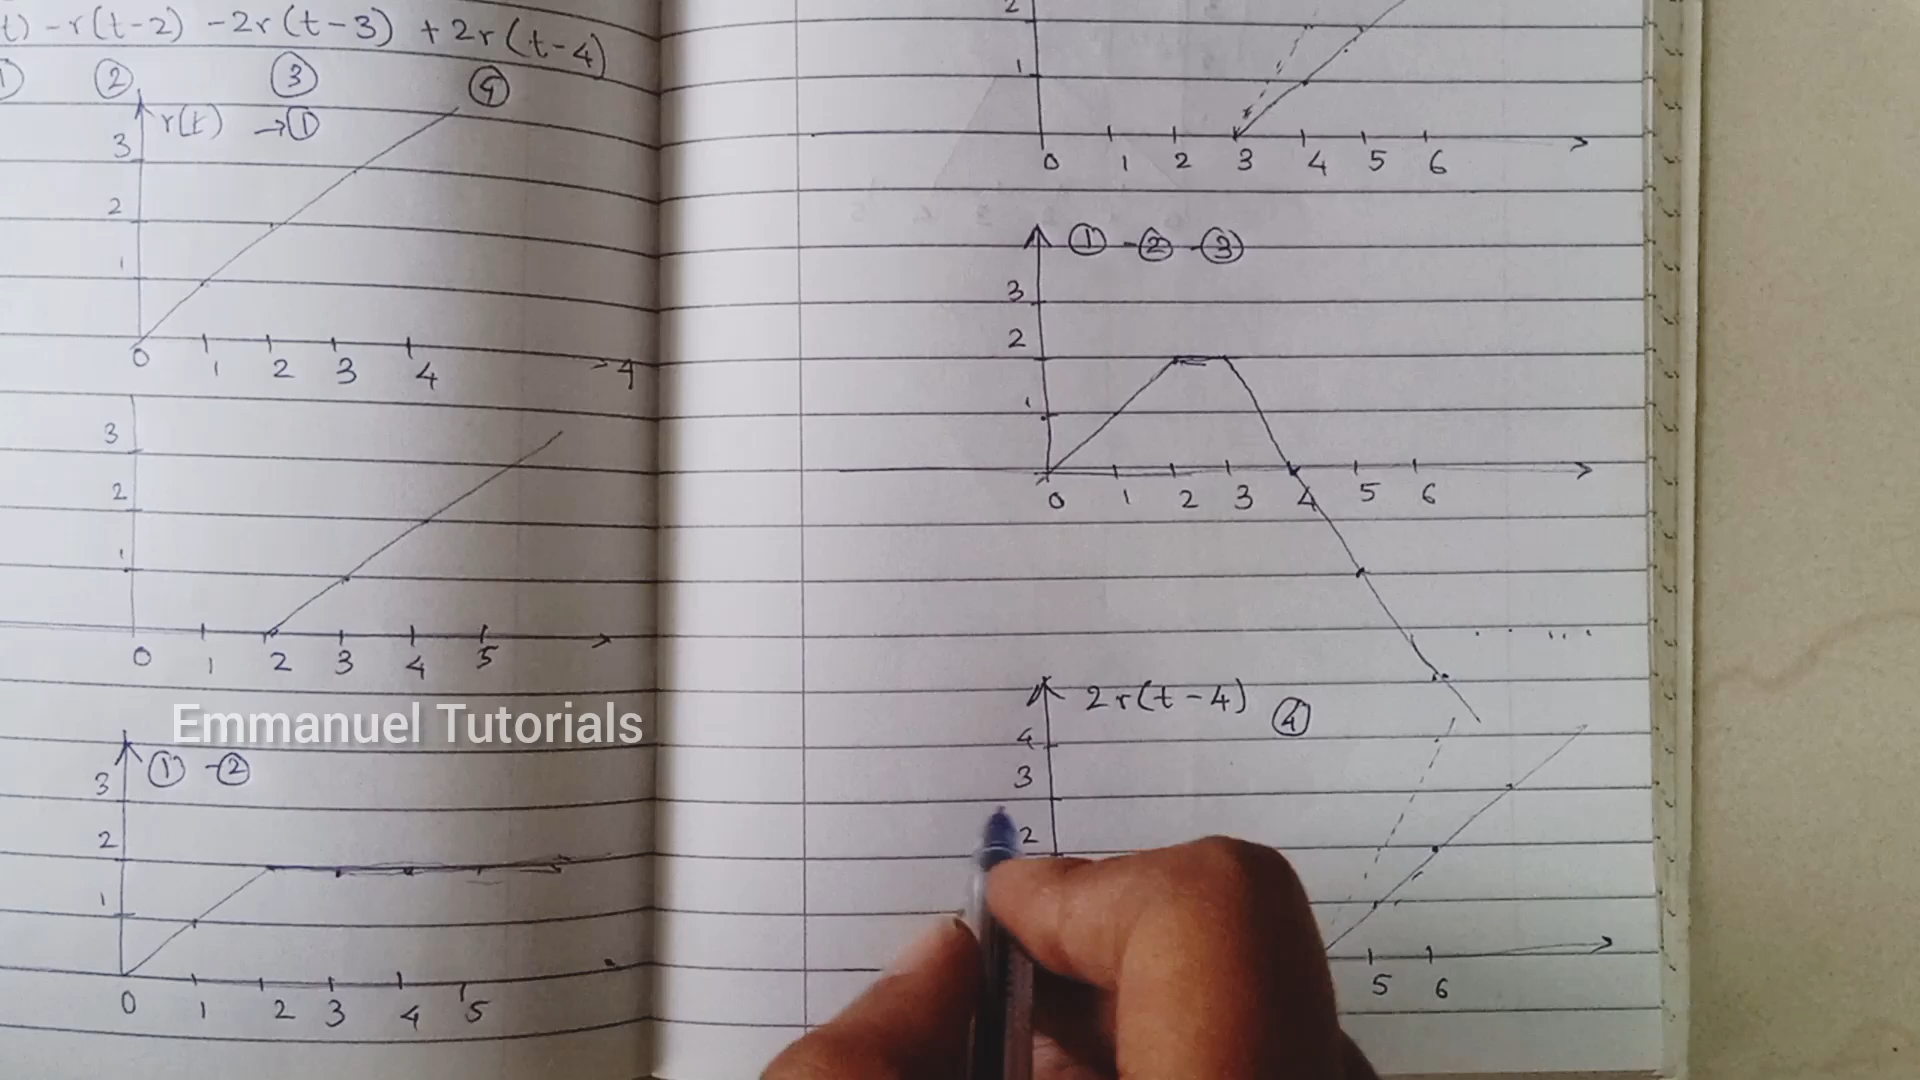 t) - r(t-2) - 2r(t-3) + 2r(t-4)
① ② ③ ④
r(t) → ①
3
2
1
0 1 2 3 4
3
2
1
0 1 2 3 4 5
Emmanuel Tutorials
① - ②
3
2
1
0 1 2 3 4 5
2
1
0 1 2 3 4 5 6
① - ② - ③
3
2
1
0 1 2 3 4 5 6
2r(t-4) ④
4
3
2
5 6